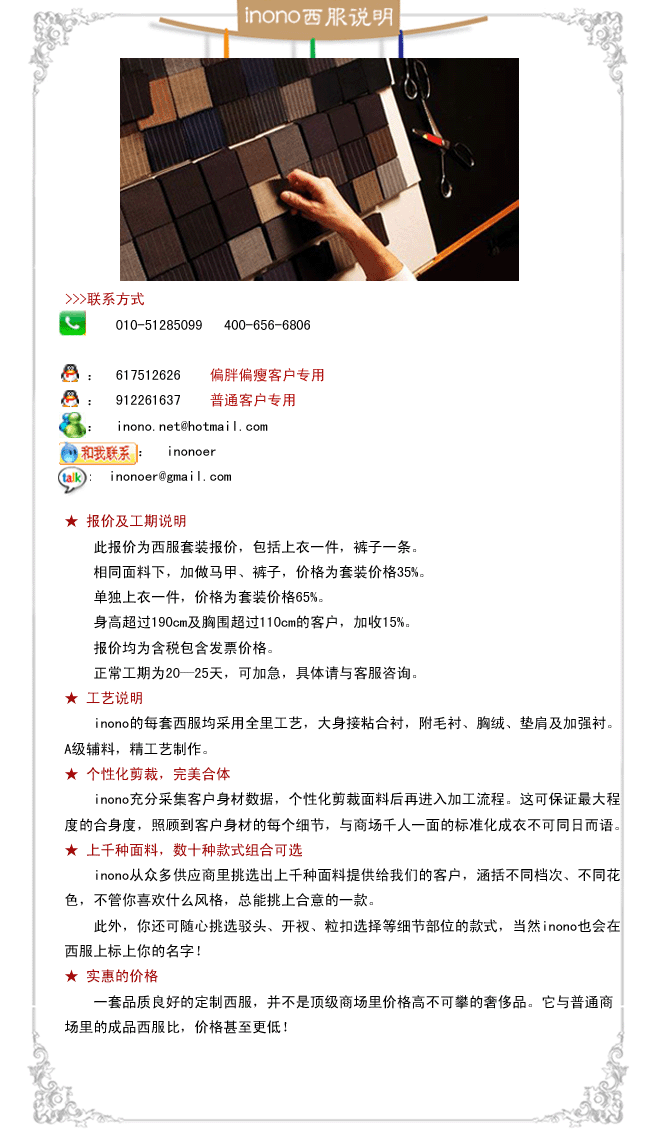 inono西服说明
>>>联系方式
010-51285099 400-656-6806
： 617512626 偏胖偏瘦客户专用
： 912261637 普通客户专用
： inono.net@hotmail.com
和我联系： inonoer
talk： inonoer@gmail.com
★ 报价及工期说明
此报价为西服套装报价，包括上衣一件，裤子一条。
相同面料下，加做马甲、裤子，价格为套装价格35%。
单独上衣一件，价格为套装价格65%。
身高超过190cm及胸围超过110cm的客户，加收15%。
报价均为含税包含发票价格。
正常工期为20—25天，可加急，具体请与客服咨询。
★ 工艺说明
inono的每套西服均采用全里工艺，大身接粘合衬，附毛衬、胸绒、垫肩及加强衬。
A级辅料，精工艺制作。
★ 个性化剪裁，完美合体
inono充分采集客户身材数据，个性化剪裁面料后再进入加工流程。这可保证最大程
度的合身度，照顾到客户身材的每个细节，与商场千人一面的标准化成衣不可同日而语。
★ 上千种面料，数十种款式组合可选
inono从众多供应商里挑选出上千种面料提供给我们的客户，涵括不同档次、不同花
色，不管你喜欢什么风格，总能挑上合意的一款。
此外，你还可随心挑选驳头、开衩、粒扣选择等细节部位的款式，当然inono也会在
西服上标上你的名字！
★ 实惠的价格
一套品质良好的定制西服，并不是顶级商场里价格高不可攀的奢侈品。它与普通商
场里的成品西服比，价格甚至更低！